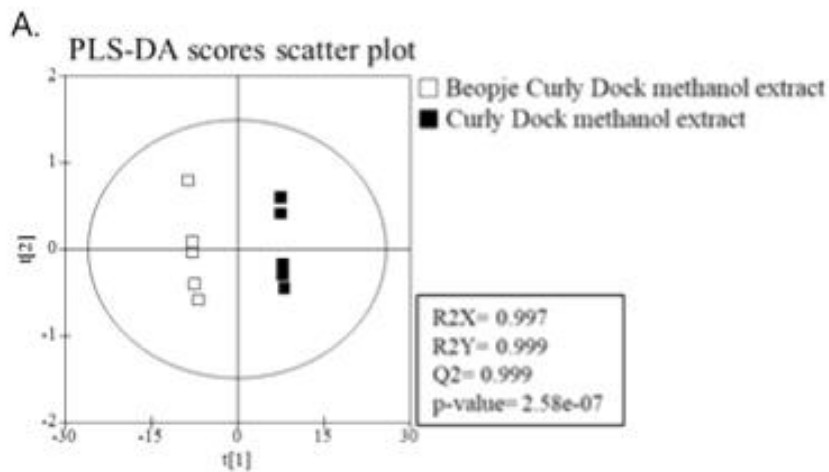 A.
PLS-DA scores scatter plot
Beopje Curly Dock methanol extract
Curly Dock methanol extract
2
1
0
-1
-2
t[2]
-30
-15
0
15
30
t[1]
R2X= 0.997
R2Y= 0.999
Q2= 0.999
p-value= 2.58e-07